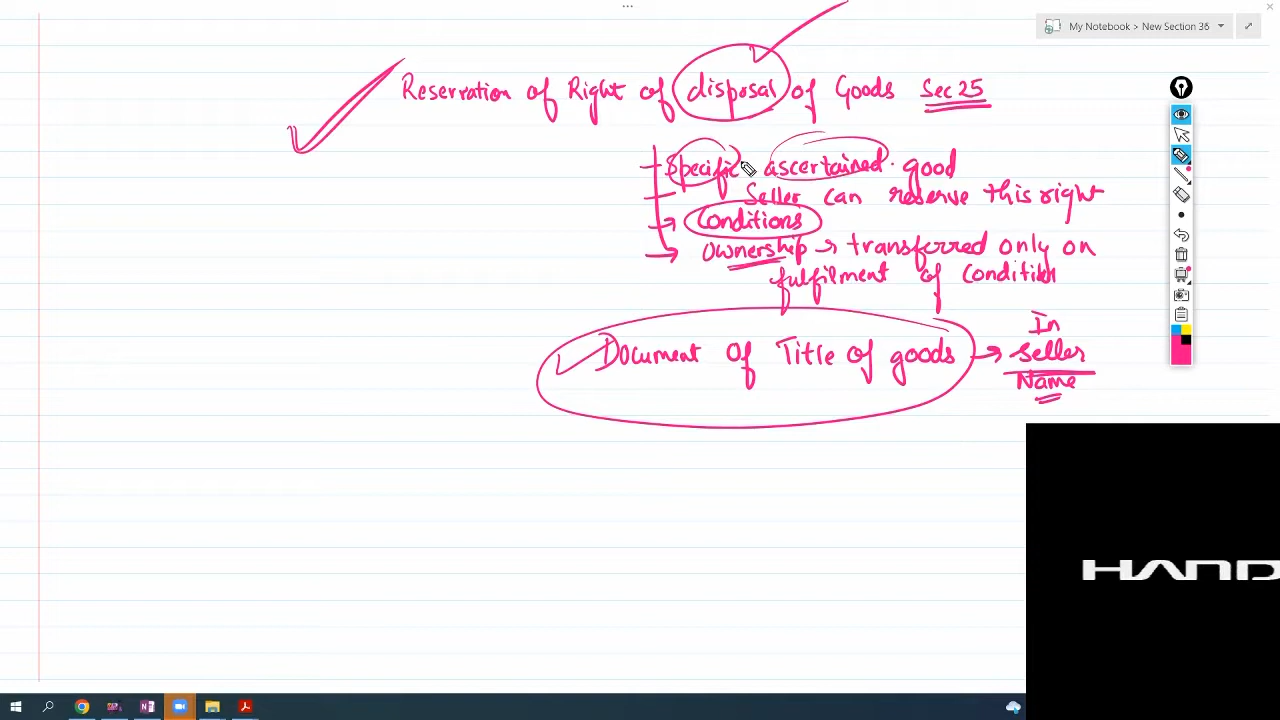 My Notebook > New Section 36
Reservation of Right of disposal of Goods Sec 25
Specific ascertained. good
Seller can reserve this right
Conditions
Ownership → transferred only on
fulfilment of Condition
Document Of Title Of goods → In
Seller
Name
HAND